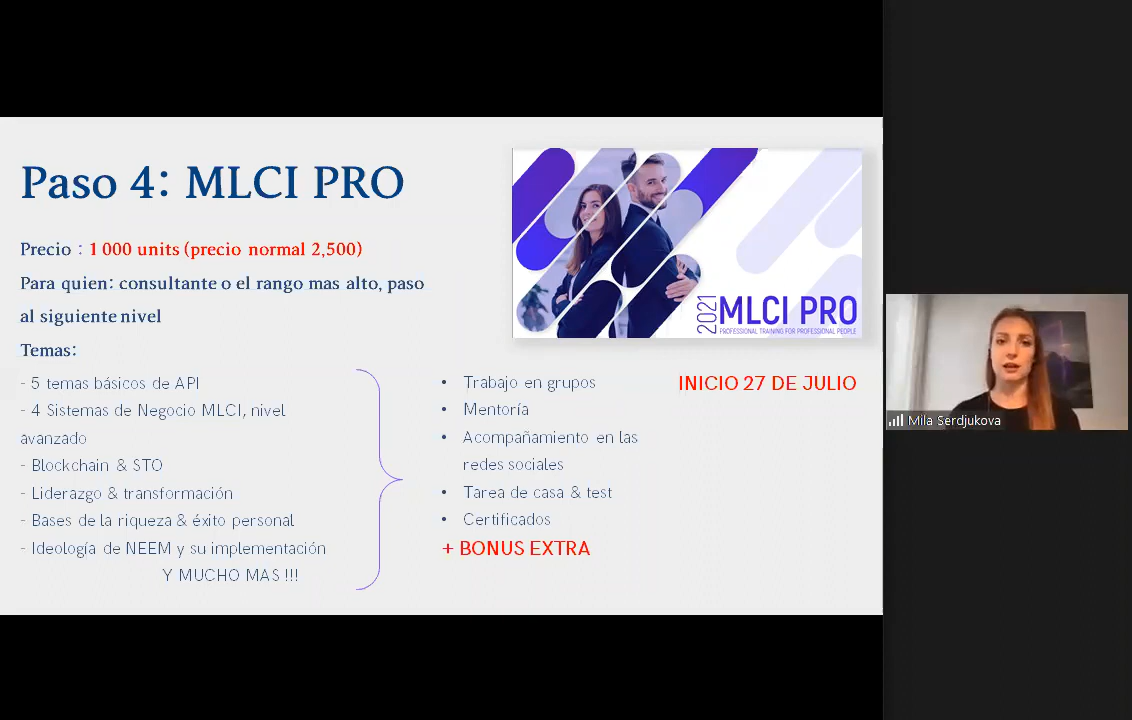 Paso 4: MLCI PRO
Precio : 1 000 units (precio normal 2,500)
Para quien: consultante o el rango mas alto, paso
al siguiente nivel
Temas:
- 5 temas básicos de API
- 4 Sistemas de Negocio MLCI, nivel
avanzado
- Blockchain & STO
- Liderazgo & transformación
- Bases de la riqueza & éxito personal
- Ideología de NEEM y su implementación
Y MUCHO MAS !!!
• Trabajo en grupos
• Mentoría
• Acompañamiento en las
redes sociales
• Tarea de casa & test
• Certificados
+ BONUS EXTRA
2021 MLCI PRO
PROFESSIONAL TRAINING FOR PROFESSIONAL PEOPLE
INICIO 27 DE JULIO
Mila Serdjukova